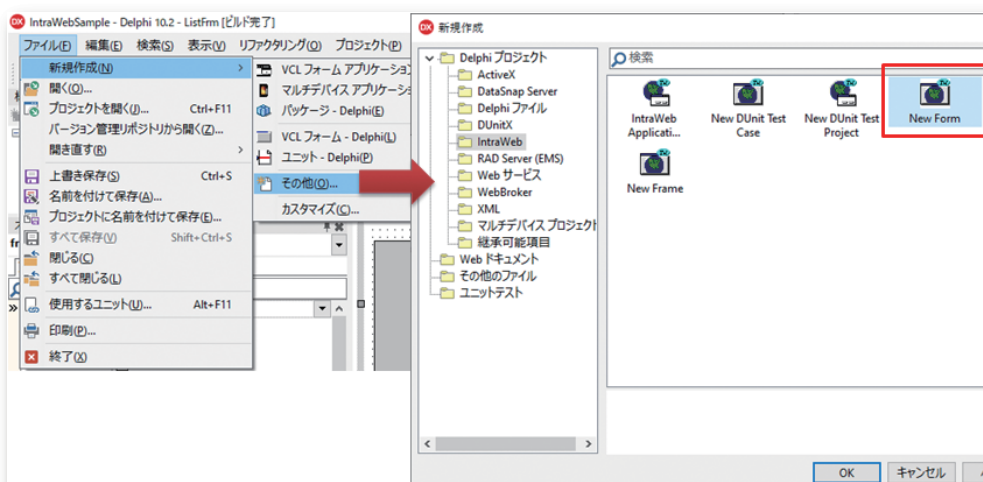 IntraWebSample - Delphi 10.2 - ListFrm [ビルド完了]
ファイル(F) 編集(E) 検索(S) 表示(V) リファクタリング(O) プロジェクト(P)
新規作成(N)
開く(O)...
プロジェクトを開く(J)... Ctrl+F11
バージョン管理リポジトリから開く(Z)...
開き直す(R)
上書き保存(S) Ctrl+S
名前を付けて保存(A)...
プロジェクトに名前を付けて保存(E)...
すべて保存(V) Shift+Ctrl+S
閉じる(C)
すべて閉じる(L)
使用するユニット(U)... Alt+F11
印刷(P)...
終了(X)
VCL フォーム アプリケーション
マルチデバイス アプリケーシ
パッケージ - Delphi(E)
VCL フォーム - Delphi(L)
ユニット - Delphi(P)
その他(O)...
カスタマイズ(C)...
新規作成
Delphi プロジェクト
ActiveX
DataSnap Server
Delphi ファイル
DUnitX
IntraWeb
RAD Server (EMS)
Web サービス
WebBroker
XML
マルチデバイス プロジェクト
継承可能項目
Web ドキュメント
その他のファイル
ユニットテスト
検索
IntraWeb
Applicati...
New DUnit Test
Case
New DUnit Test
Project
New Form
New Frame
OK キャンセル